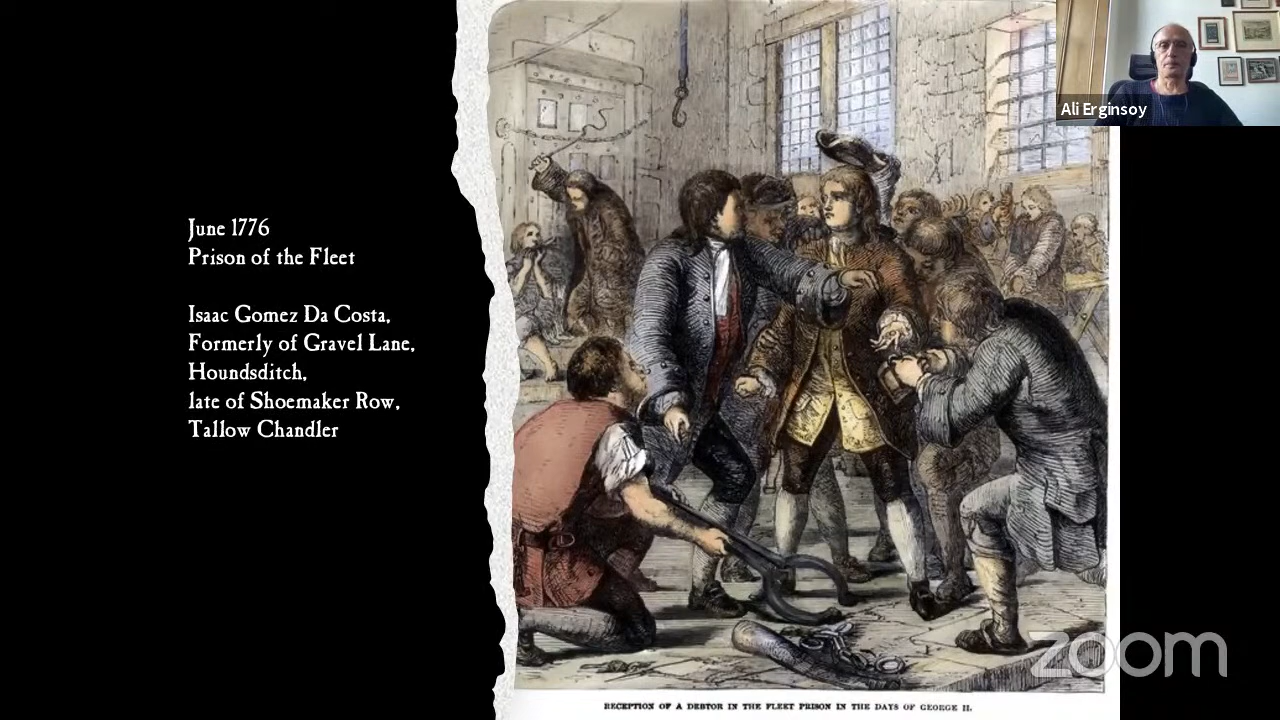 June 1776
Prison of the Fleet
Isaac Gomez Da Costa,
Formerly of Gravel Lane,
Houndsditch,
late of Shoemaker Row,
Tallow Chandler
Ali Erginsoy
zoom
RECEPTION OF A DEBTOR IN THE FLEET PRISON IN THE DAYS OF GEORGE II.